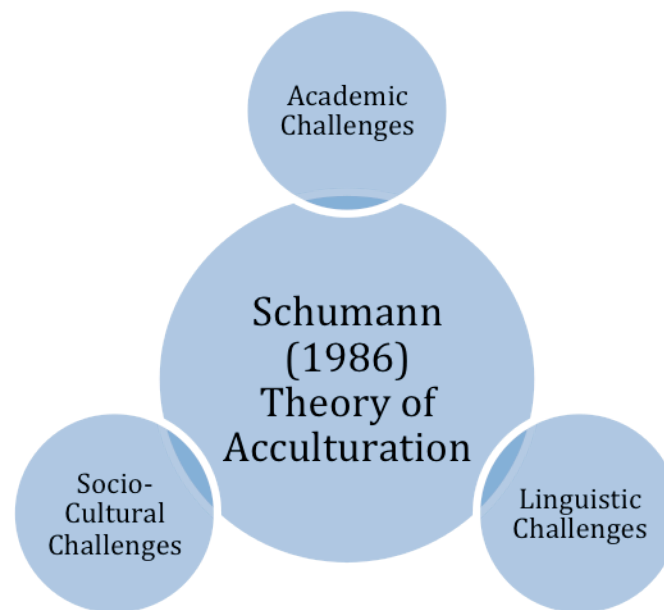 Academic
Challenges
Schumann
(1986)
Theory of
Acculturation
Socio-
Cultural
Challenges
Linguistic
Challenges